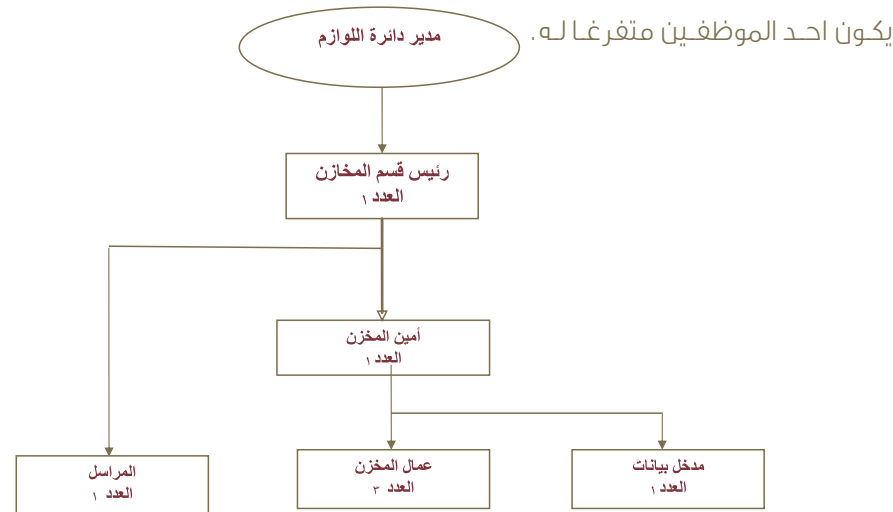 يكون احد الموظفين متفرغا له.
مدير دائرة اللوازم
رئيس قسم المخازن
العدد ١
أمين المخزن
العدد ١
مدخل بيانات
العدد ١
عمال المخزن
العدد ٣
المراسل
العدد ١